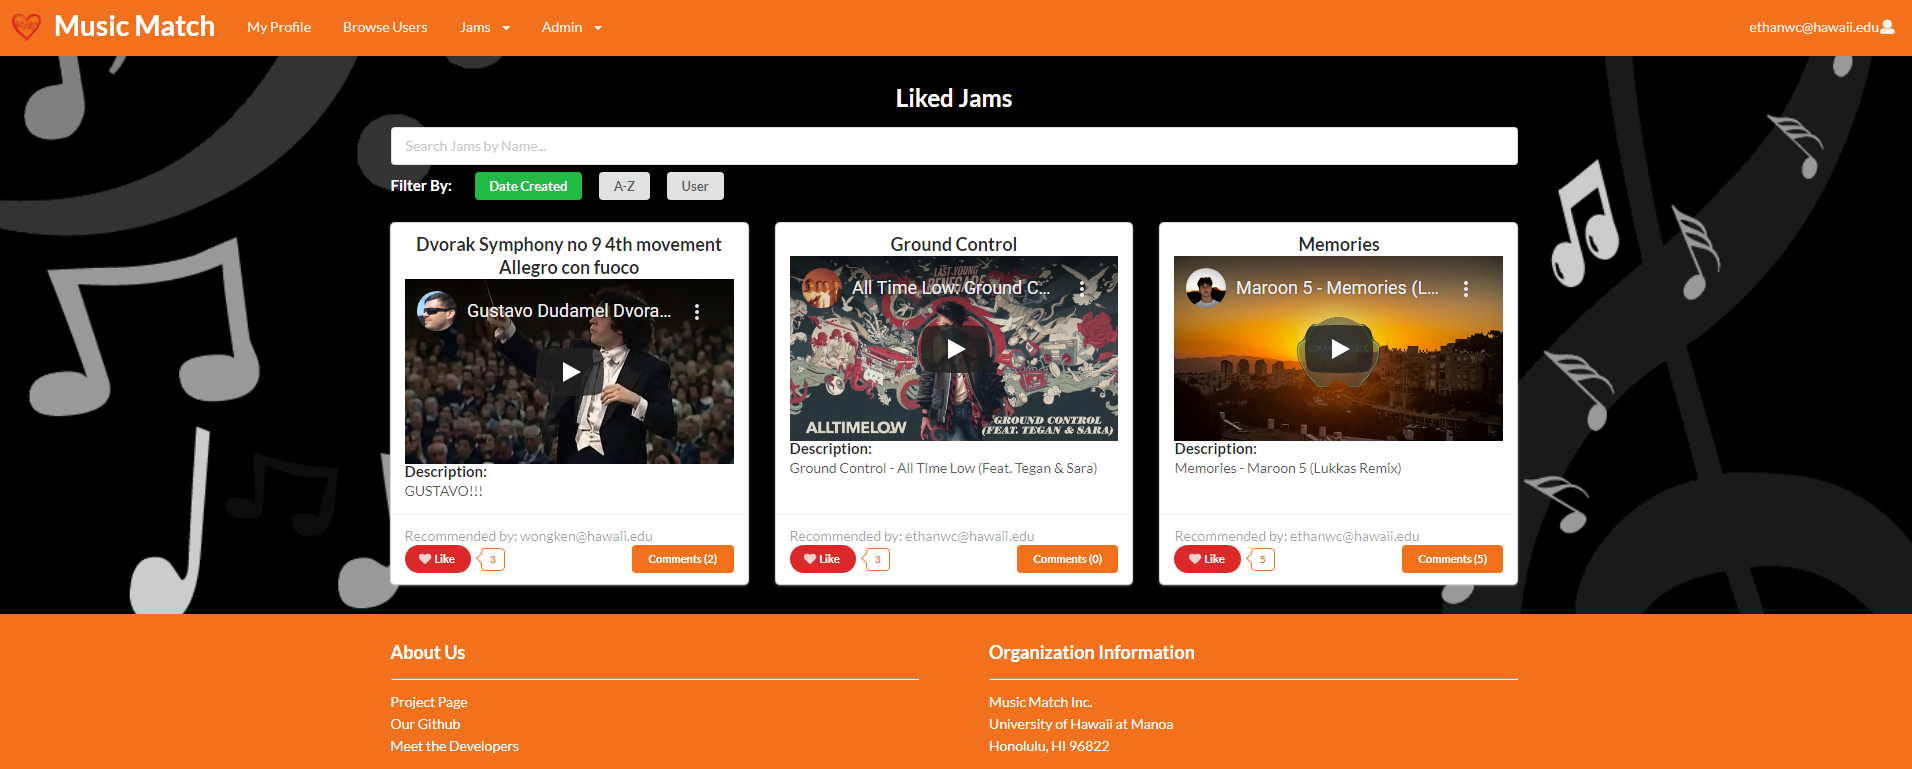 Music Match
My Profile
Browse Users
Jams
Admin
ethanwc@hawaii.edu
Liked Jams
Search Jams by Name...
Filter By:
Date Created
A-Z
User
Dvorak Symphony no 9 4th movement
Allegro con fuoco
Gustavo Dudamel Dvora...
Description:
GUSTAVO!!!
Recommended by: wongken@hawaii.edu
Like
3
Comments (2)
Ground Control
LAST YOUNG
RENEGADE
All Time Low: Ground C...
ALLTIMELOW
GROUND CONTROL
(FEAT. TEGAN & SARA)
Description:
Ground Control - All Time Low (Feat. Tegan & Sara)
Recommended by: ethanwc@hawaii.edu
Like
3
Comments (0)
Memories
Maroon 5 - Memories (L...
Description:
Memories - Maroon 5 (Lukkas Remix)
Recommended by: ethanwc@hawaii.edu
Like
5
Comments (5)
About Us
Project Page
Our Github
Meet the Developers
Organization Information
Music Match Inc.
University of Hawaii at Manoa
Honolulu, HI 96822